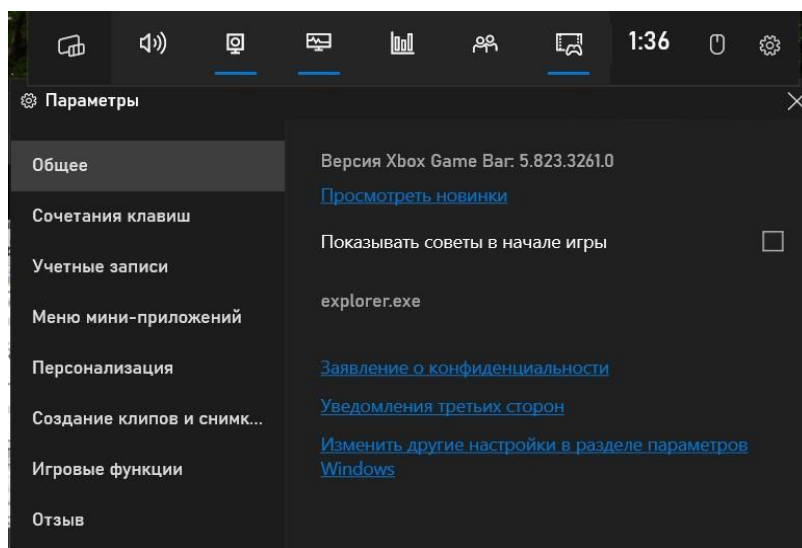 1:36
Параметры
Общее
Сочетания клавиш
Учетные записи
Меню мини-приложений
Персонализация
Создание клипов и снимк...
Игровые функции
Отзыв
Версия Xbox Game Bar: 5.823.3261.0
Просмотреть новинки
Показывать советы в начале игры
explorer.exe
Заявление о конфиденциальности
Уведомления третьих сторон
Изменить другие настройки в разделе параметров
Windows